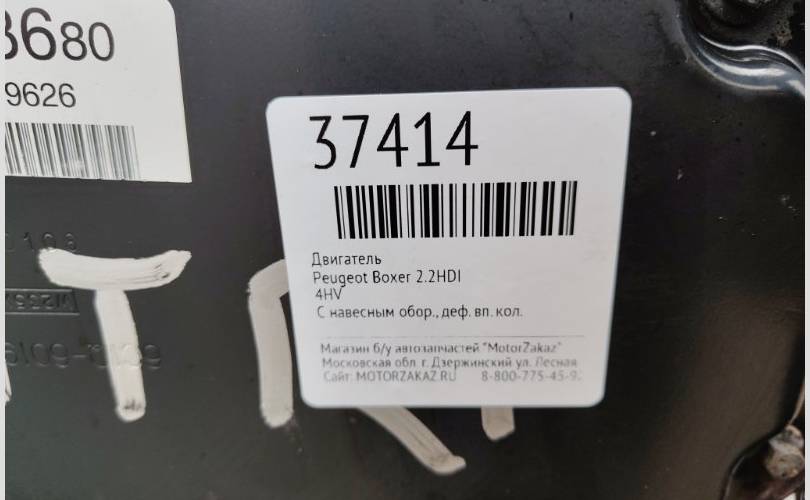 3680
9626
37414
Двигатель
Peugeot Boxer 2.2HDI
4HV
С навесным обор., деф. вп. кол.
Магазин б/у автозапчастей "MotorZakaz"
Московская обл. г. Дзержинский ул. Лесная
Сайт: MOTORZAKAZ.RU 8-800-775-45-9